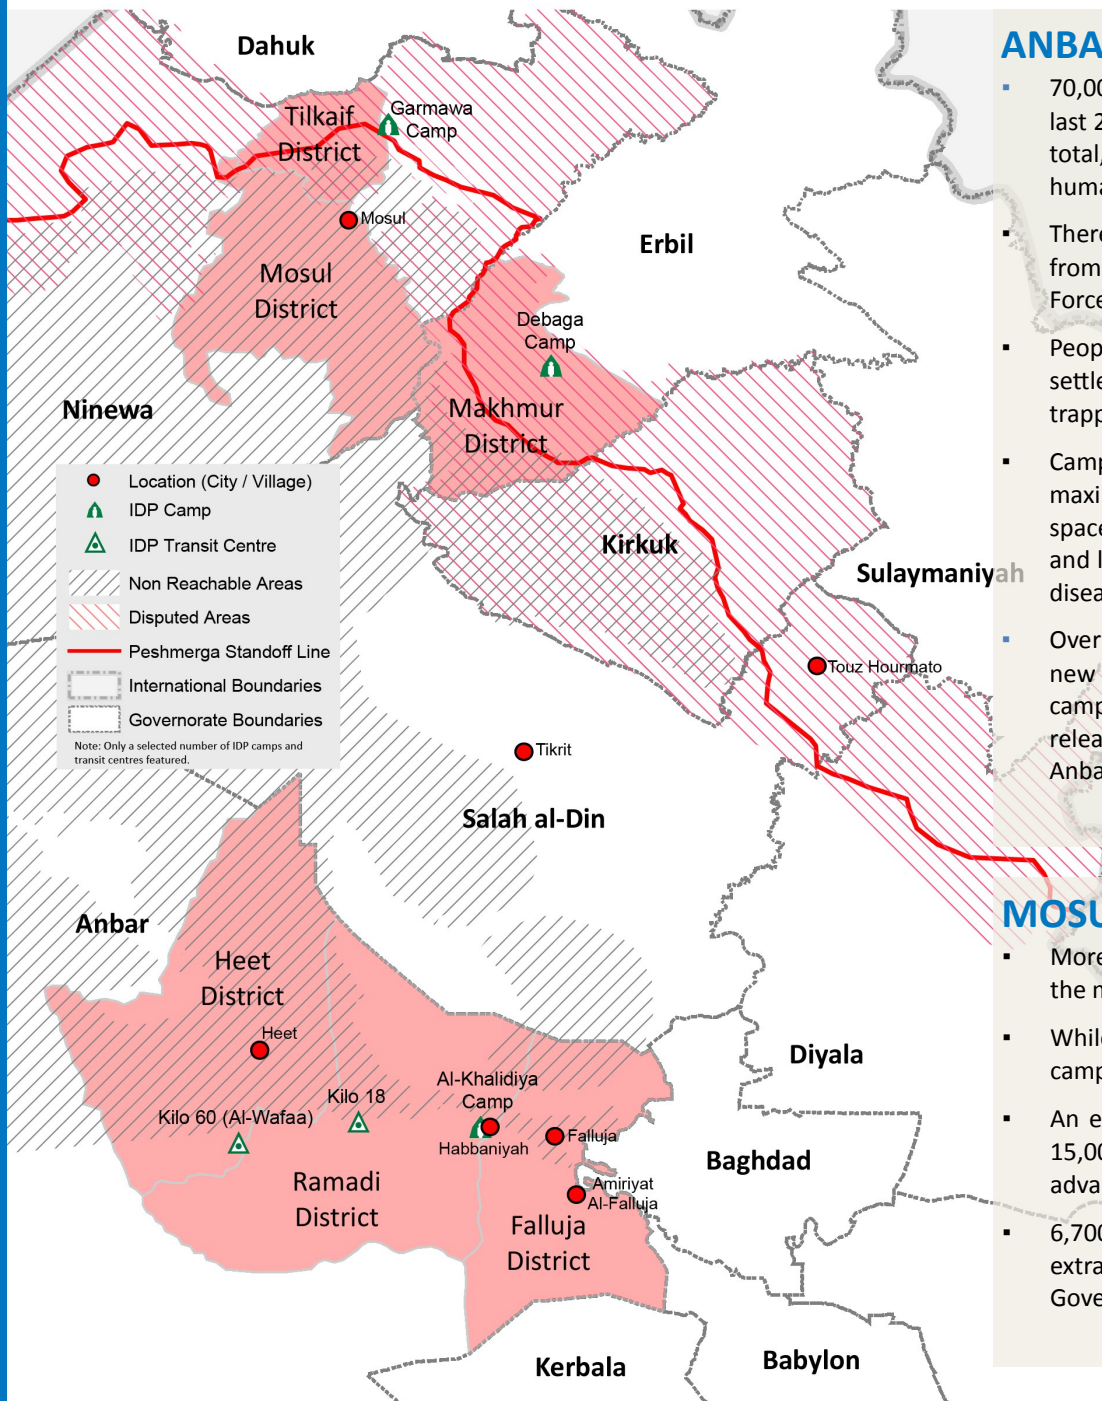 Dahuk
Tilkaif
District
Garmawa
Camp
Mosul
Mosul
District
Erbil
Debaga
Camp
Ninewa
Makhmur
District
Kirkuk
Sulaymaniyah
Location (City / Village)
IDP Camp
IDP Transit Centre
Non Reachable Areas
Disputed Areas
Peshmerga Standoff Line
International Boundaries
Governorate Boundaries
Note: Only a selected number of IDP camps and
transit centres featured.
Touz Hourmato
Tikrit
Salah al-Din
Anbar
Heet
District
Heet
Diyala
Kilo 60 (Al-Wafaa)
Kilo 18
Al-Khalidiya
Camp
Habbaniyah
Falluja
Baghdad
Ramadi
District
Amiriyat
Al-Falluja
Falluja
District
Kerbala
Babylon
ANBA
▪ 70,00
last 2
total,
huma
▪ There
from
Force
▪ Peop
settle
trapp
▪ Camp
maxi
space
and l
disea
▪ Over
new
camp
relea
Anba
MOSU
▪ More
the n
▪ While
camp
▪ An e
15,00
adva
▪ 6,700
extra
Gove